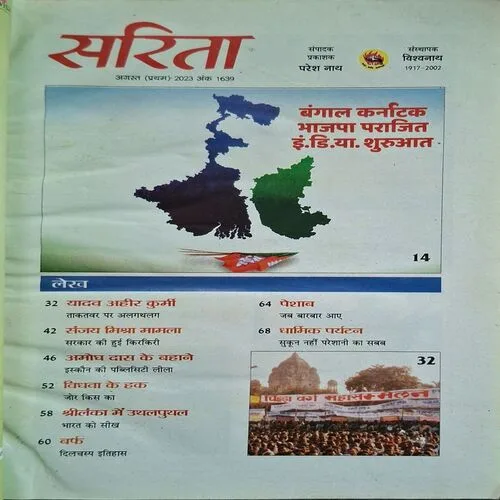 सरिता
अगस्त (प्रथम) 2023 अंक 1639
संपादक
प्रकाशक
परेश नाथ
संस्थापक
विश्वनाथ
1917-2002
बंगाल कर्नाटक
भाजपा पराजित
इं.डि.या. शुरुआत
14
लेख
32 यादव अहीर कुर्मी
ताकतवर पर अलगथलग
42 संजय मिश्रा मामला
सरकार की हुई किरकिरी
46 अमोघ दास के बहाने
इस्कौन की पब्लिसिटी लीला
52 विधवा के हक
जोर किस का
58 श्रीलंका में उथलपुथल
भारत को सीख
60 बर्फ
दिलचस्प इतिहास
64 पेशाब
जब बारबार आए
68 धार्मिक पर्यटन
सुकून नहीं परेशानी का सबब
32
पिछड़ा वर्ग महासम्मेलन